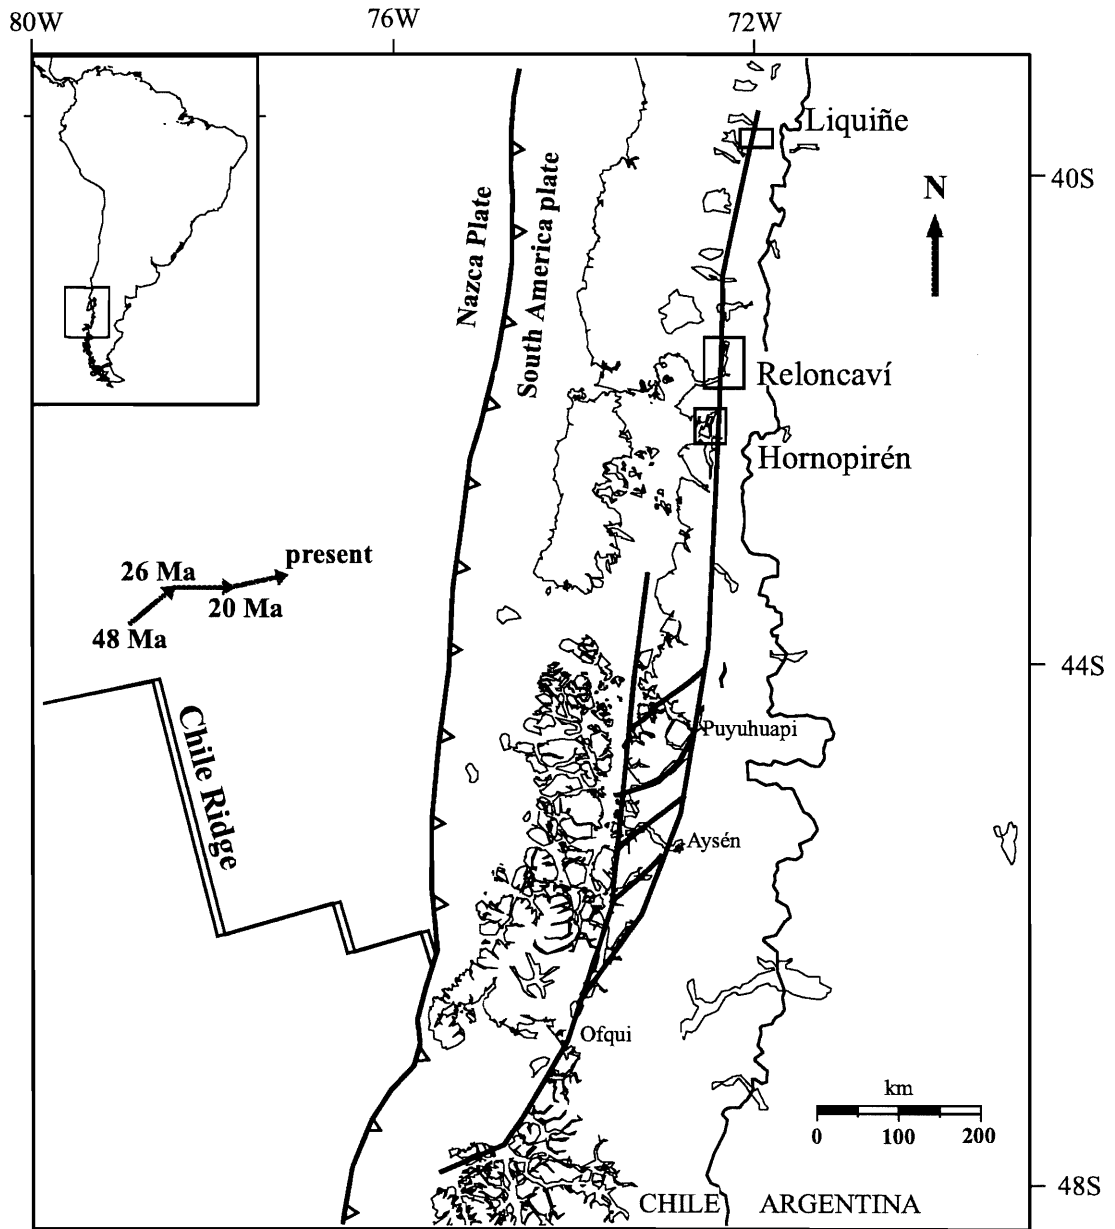 80W
76W
72W
Liquiñe
40S
N
Nazca Plate
South America plate
Reloncaví
Hornopirén
present
26 Ma
20 Ma
48 Ma
44S
Chile Ridge
Puyuhuapi
Aysén
Ofqui
km
0 100 200
48S
CHILE ARGENTINA